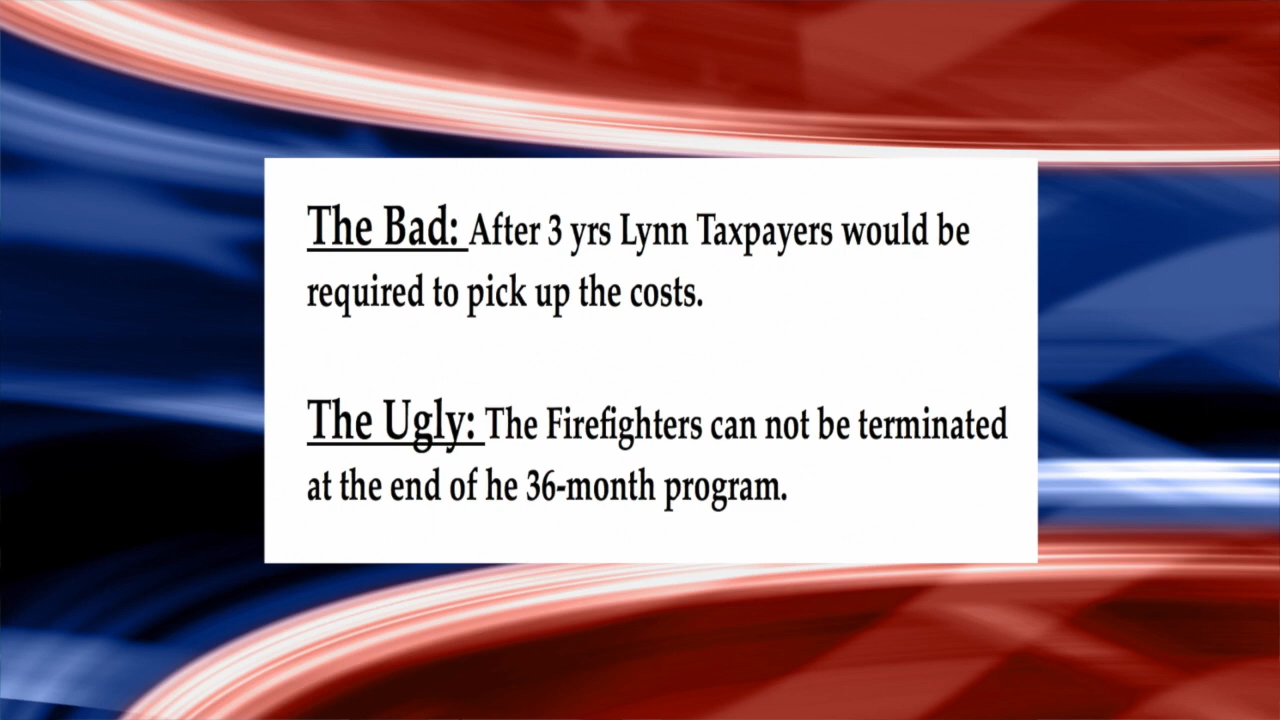 The Bad: After 3 yrs Lynn Taxpayers would be
required to pick up the costs.
The Ugly: The Firefighters can not be terminated
at the end of he 36-month program.